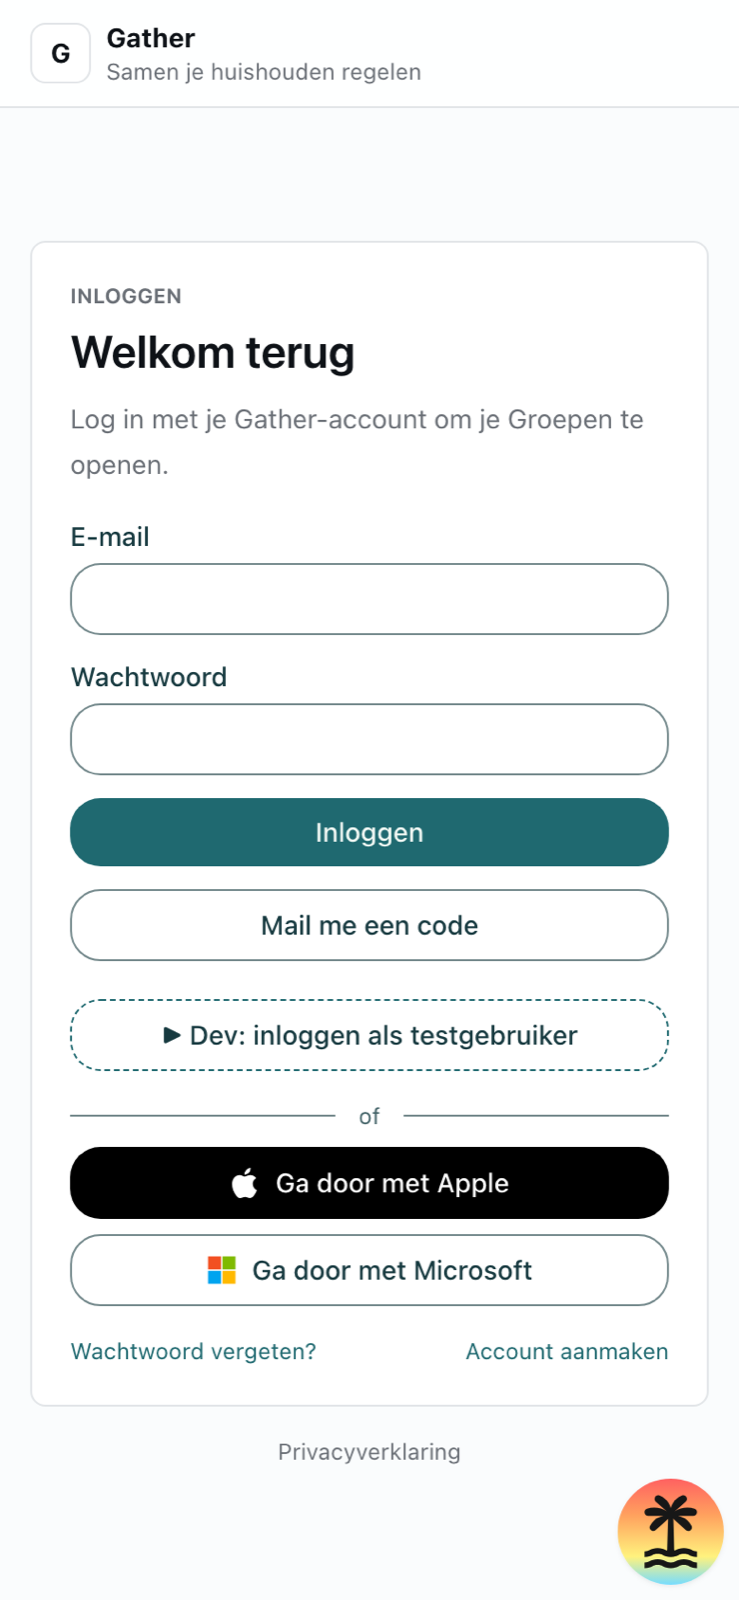 G
Gather
Samen je huishouden regelen
INLOGGEN
Welkom terug
Log in met je Gather-account om je Groepen te
openen.
E-mail
Wachtwoord
Inloggen
Mail me een code
Dev: inloggen als testgebruiker
of
Ga door met Apple
Ga door met Microsoft
Wachtwoord vergeten?
Account aanmaken
Privacyverklaring